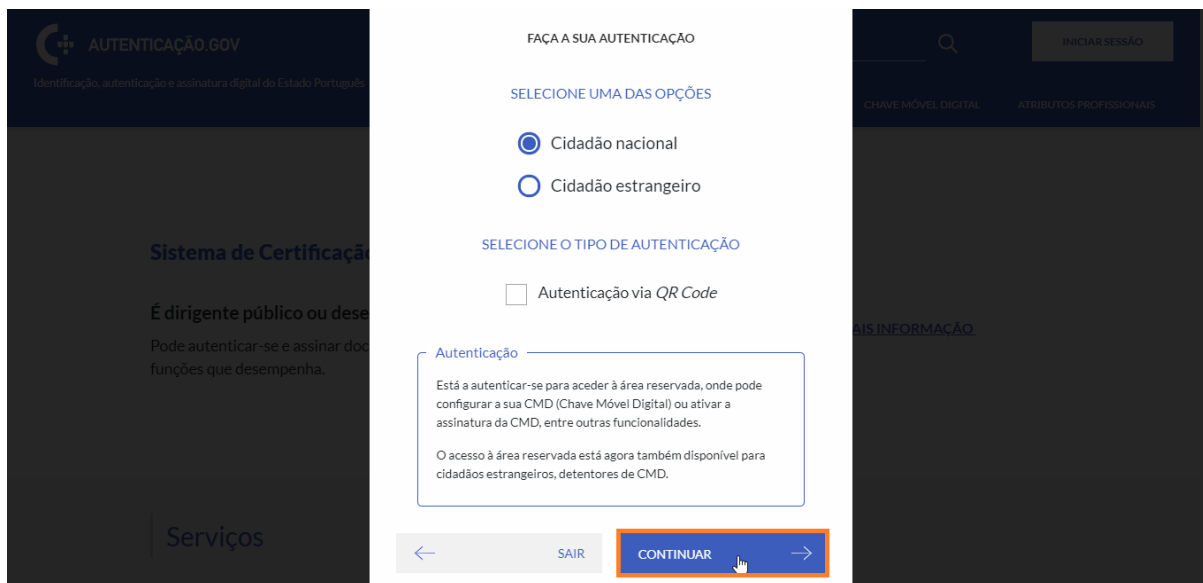 AUTENTICAÇÃO.GOV
Identificação, autenticação e assinatura digital do Estado Português
INICIAR SESSÃO
CHAVE MÓVEL DIGITAL
ATRIBUTOS PROFISSIONAIS
FAÇA A SUA AUTENTICAÇÃO
SELECIONE UMA DAS OPÇÕES
Cidadão nacional
Cidadão estrangeiro
SELECIONE O TIPO DE AUTENTICAÇÃO
Autenticação via QR Code
Autenticação
Está a autenticar-se para aceder à área reservada, onde pode
configurar a sua CMD (Chave Móvel Digital) ou ativar a
assinatura da CMD, entre outras funcionalidades.
O acesso à área reservada está agora também disponível para
cidadãos estrangeiros, detentores de CMD.
SAIR
CONTINUAR
Sistema de Certificaçã
É dirigente público ou dese
Pode autenticar-se e assinar doc
funções que desempenha.
AIS INFORMAÇÃO
Serviços